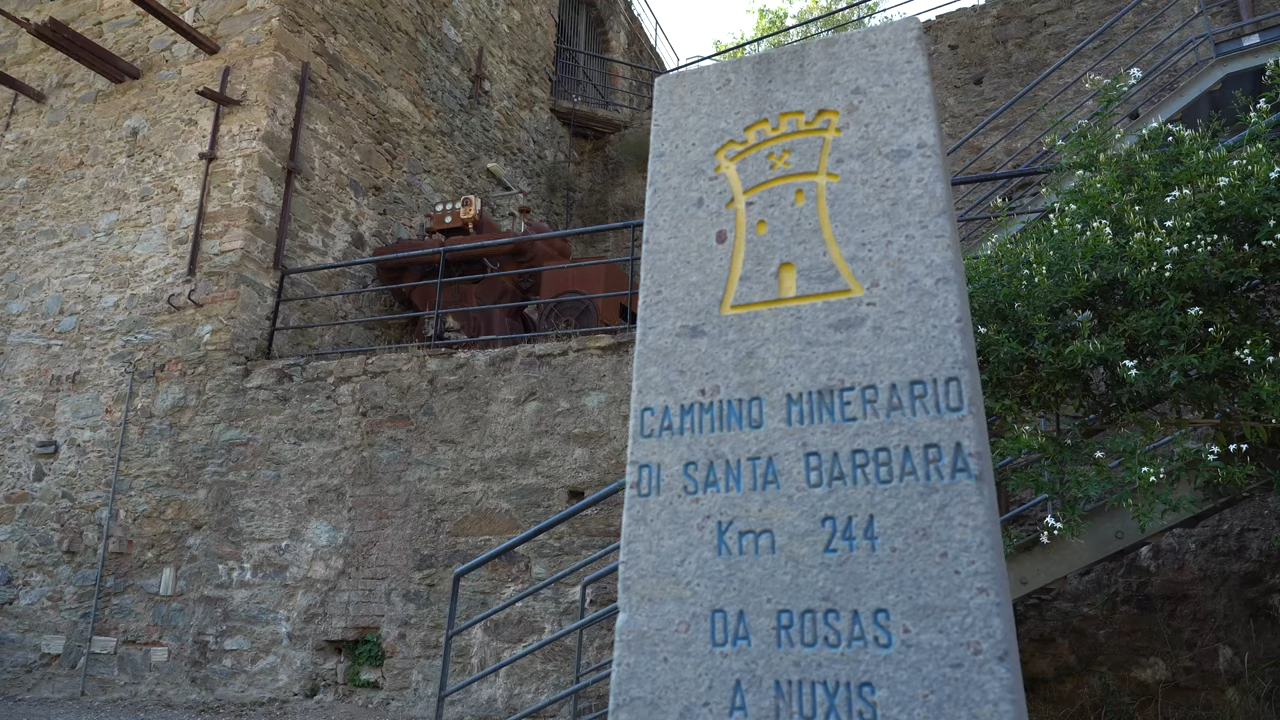 CAMMINO MINERARIO
DI SANTA BARBARA
Km 244
DA ROSAS
A NUXIS